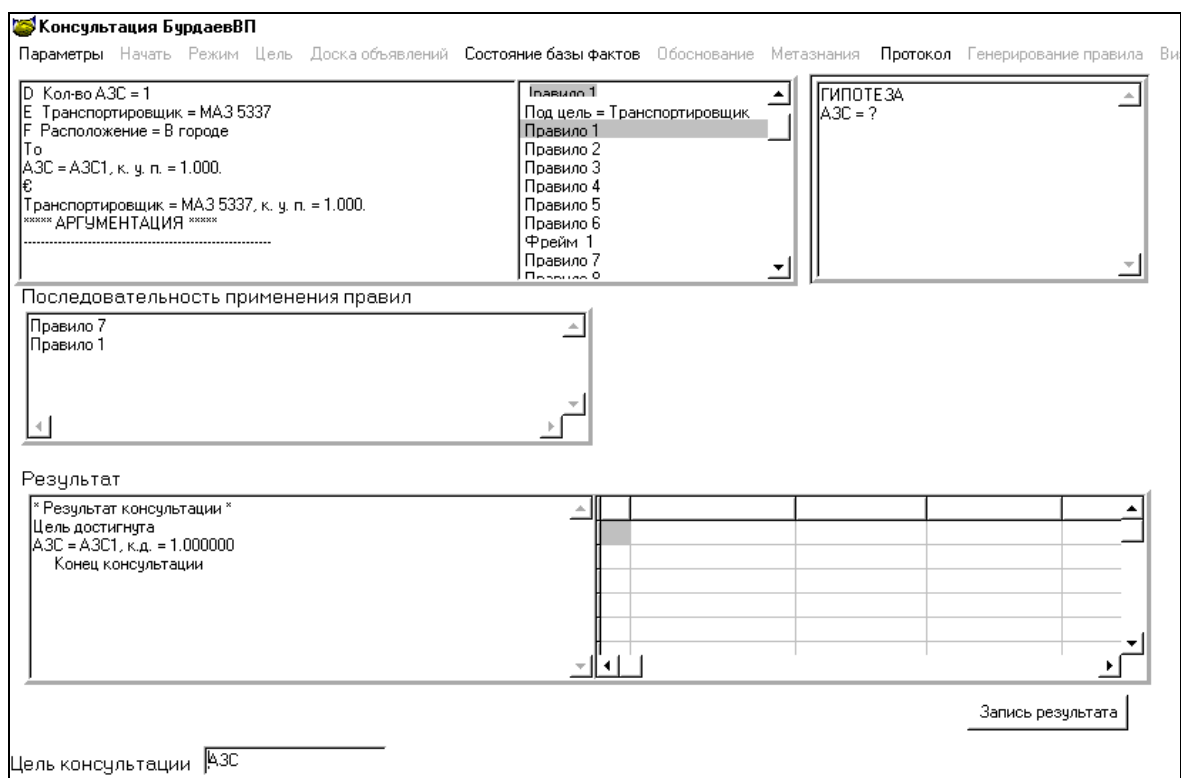 Консультация БурдаевВП
Параметры Начать Режим Цель Доска объявлений Состояние базы фактов Обоснование Метазнания Протокол Генерирование правила Ви
D Кол-во АЗС = 1
E Транспортировщик = МАЗ 5337
F Расположение = В городе
То
АЗС = АЗС1, к. у. п. = 1.000.
€
Транспортировщик = МАЗ 5337, к. у. п. = 1.000.
***** АРГУМЕНТАЦИЯ *****
------------------------------------------------------------
Правило 1
Под цель = Транспортировщик
Правило 1
Правило 2
Правило 3
Правило 4
Правило 5
Правило 6
Фрейм 1
Правило 7
Правило 8
ГИПОТЕЗА
АЗС = ?
Последовательность применения правил
Правило 7
Правило 1
Результат
* Результат консультации *
Цель достигнута
АЗС = АЗС1, к.д. = 1.000000
Конец консультации
Запись результата
Цель консультации АЗС